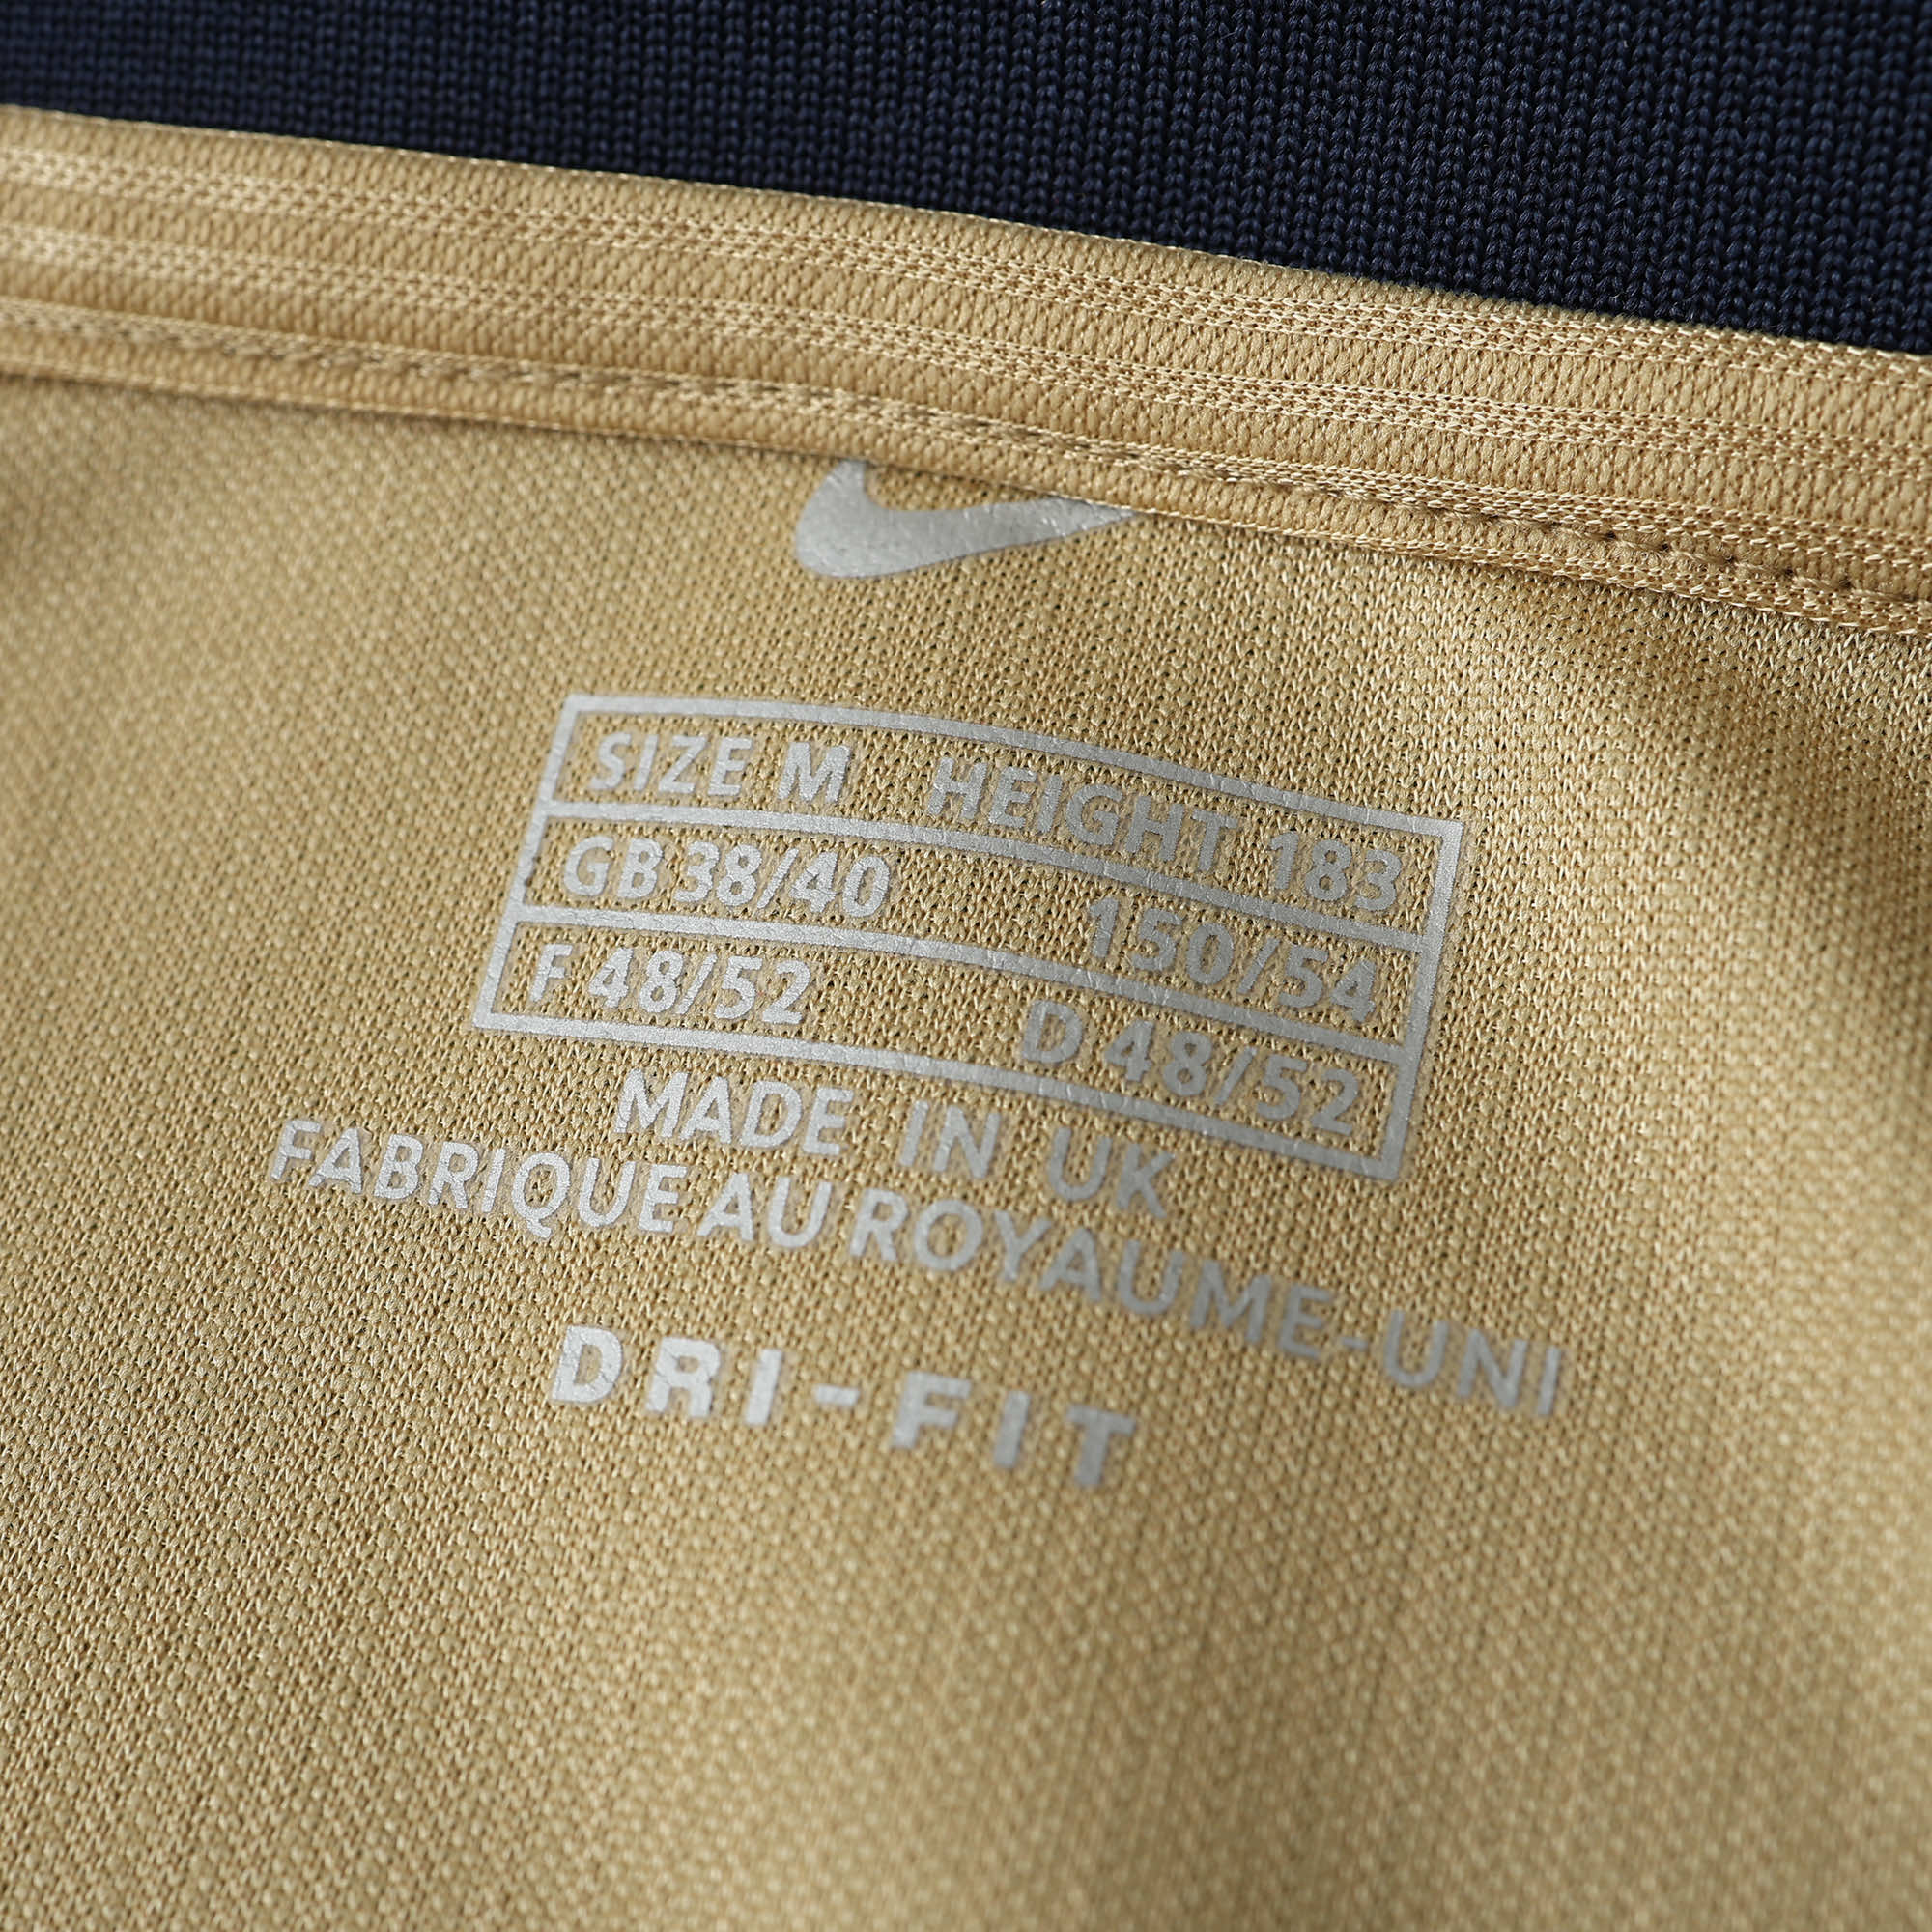 SIZE M HEIGHT 183
GB 38/40 150/54
F 48/52 D 48/52
MADE IN UK
FABRIQUE AU ROYAUME-UNI
DRI-FIT